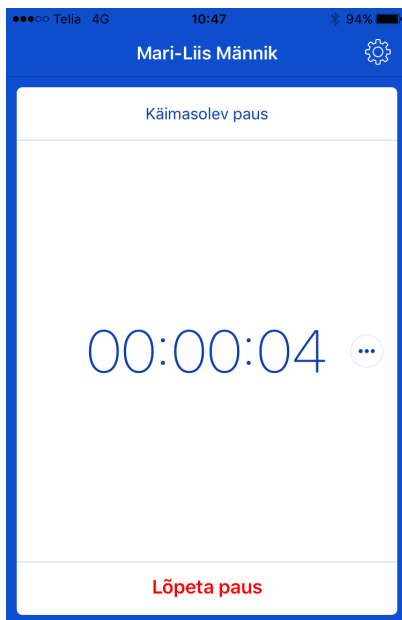 Telia 4G 10:47 94%
Mari-Liis Männik
Käimasolev paus
00:00:04
Lõpeta paus